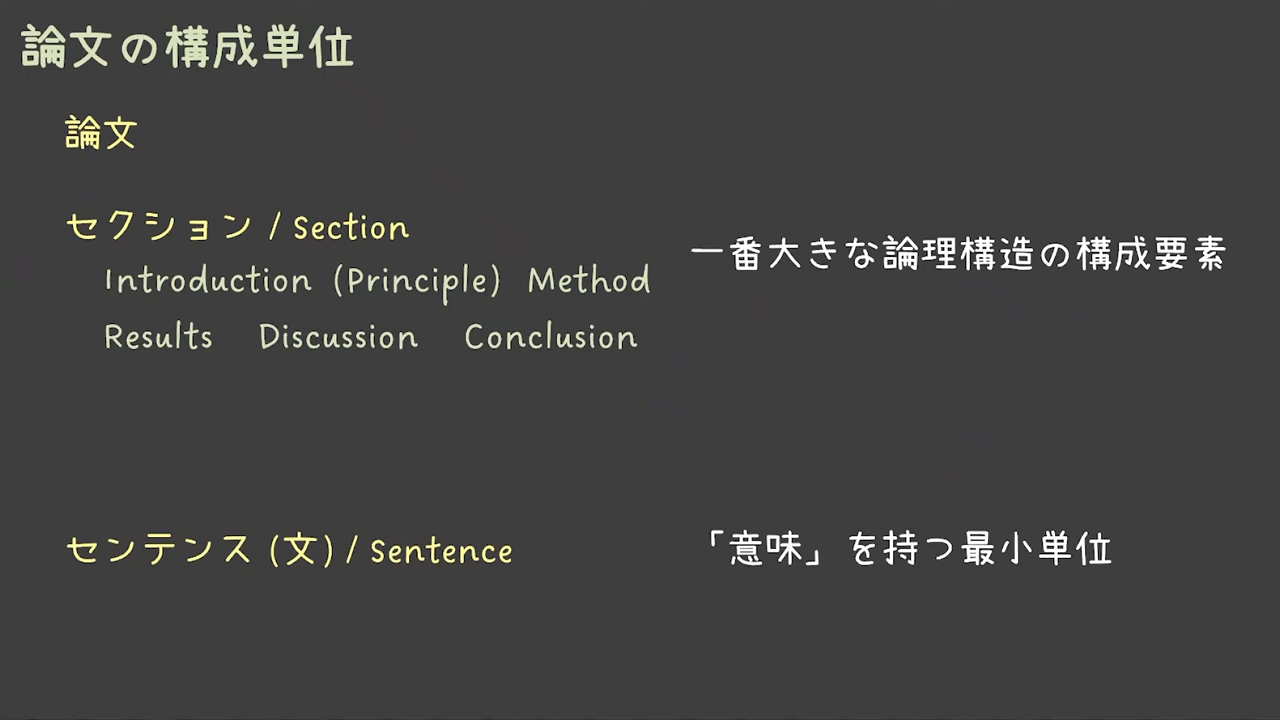 論文の構成単位
論文
セクション / Section
一番大きな論理構造の構成要素
Introduction (Principle) Method
Results Discussion Conclusion
センテンス (文) / Sentence
「意味」を持つ最小単位